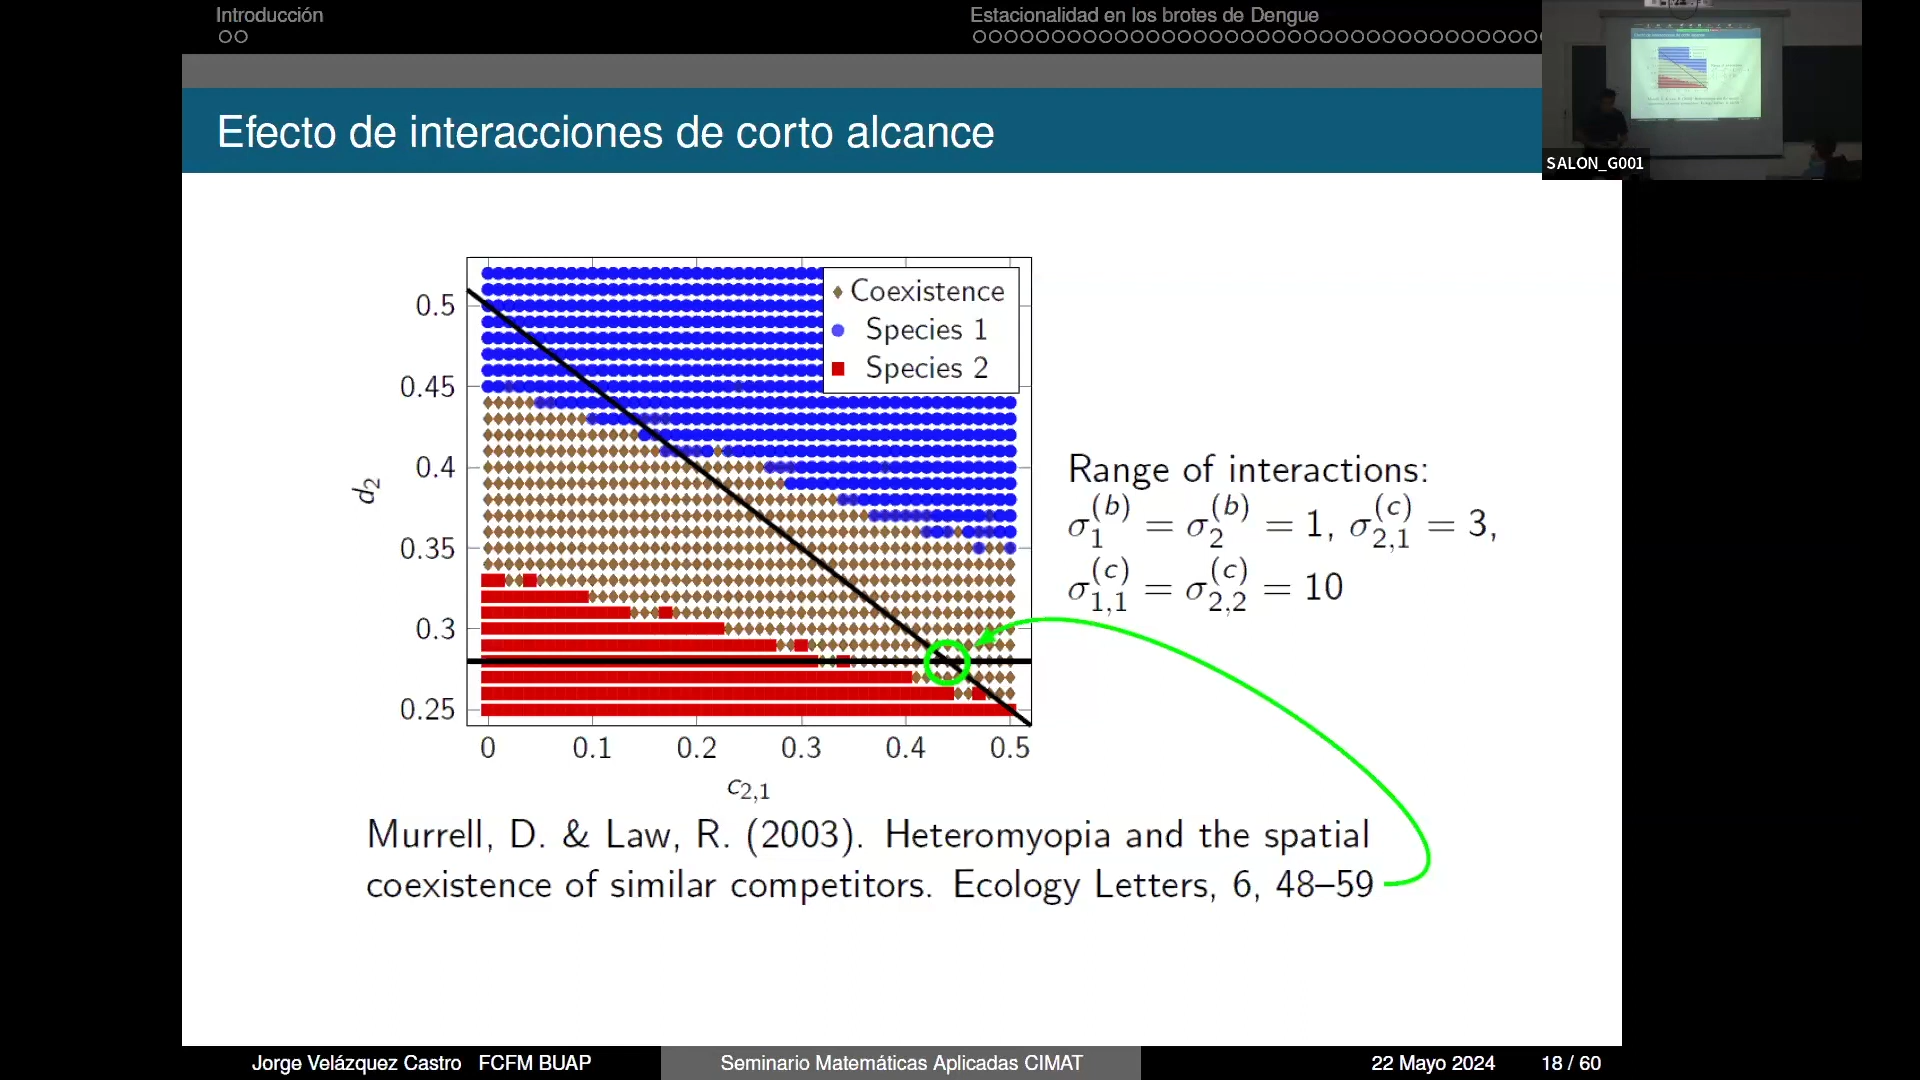 Introducción
Estacionalidad en los brotes de Dengue
SALON_G001
Efecto de interacciones de corto alcance
Coexistence
Species 1
Species 2
0.5
0.45
0.4
0.35
0.3
0.25
d₂
0 0.1 0.2 0.3 0.4 0.5
c₂,₁
Range of interactions:
σ₁^(b) = σ₂^(b) = 1, σ₂,₁^(c) = 3,
σ₁,₁^(c) = σ₂,₂^(c) = 10
Murrell, D. & Law, R. (2003). Heteromyopia and the spatial
coexistence of similar competitors. Ecology Letters, 6, 48–59
Jorge Velázquez Castro FCFM BUAP Seminario Matemáticas Aplicadas CIMAT 22 Mayo 2024 18 / 60